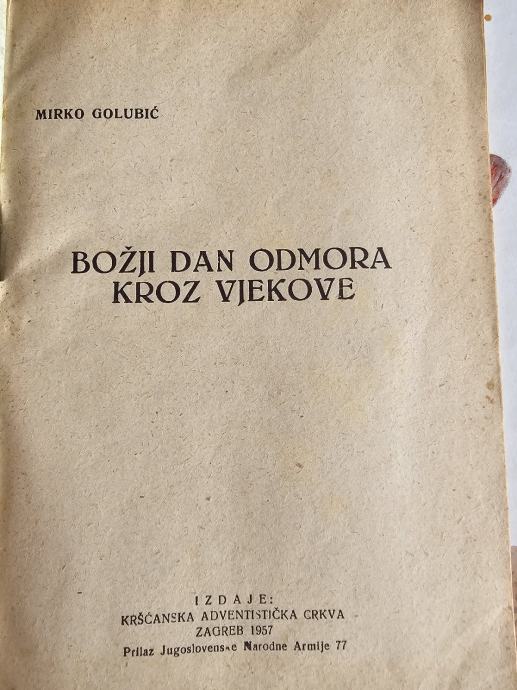 MIRKO GOLUBIĆ
BOŽJI DAN ODMORA
KROZ VJEKOVE
IZDAJE:
KRŠĆANSKA ADVENTISTIČKA CRKVA
ZAGREB 1957
Prilaz Jugoslovenske Narodne Armije 77